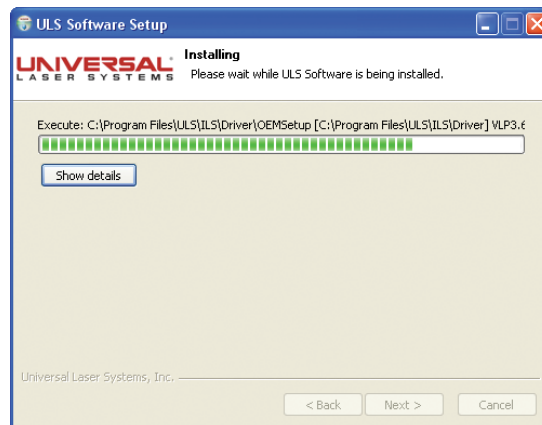 ULS Software Setup
UNIVERSAL
LASER SYSTEMS
Installing
Please wait while ULS Software is being installed.
Execute: C:\Program Files\ULS\ILS\Driver\OEMSetup [C:\Program Files\ULS\ILS\Driver] VLP3.6
Show details
Universal Laser Systems, Inc.
< Back
Next >
Cancel